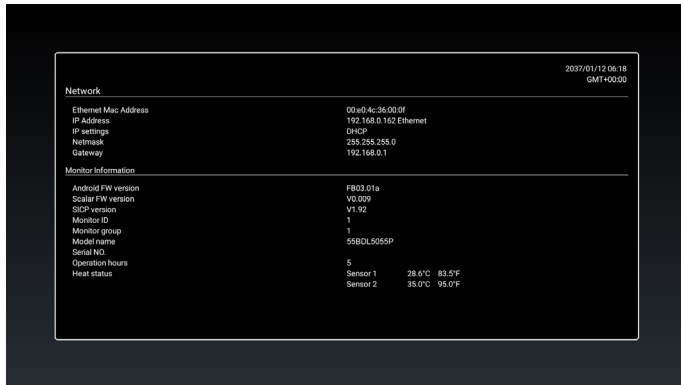 2037/01/12 06:18
GMT+00:00
Network
Ethernet Mac Address 00:e0:4c:36:00:0f
IP Address 192.168.0.162 Ethernet
IP settings DHCP
Netmask 255.255.255.0
Gateway 192.168.0.1
Monitor Information
Android FW version FB03.01a
Scalar FW version V0.009
SICP version V1.92
Monitor ID 1
Monitor group 1
Model name 55BDL5055P
Serial NO.
Operation hours 5
Heat status Sensor 1 28.6°C 83.5°F
Sensor 2 35.0°C 95.0°F